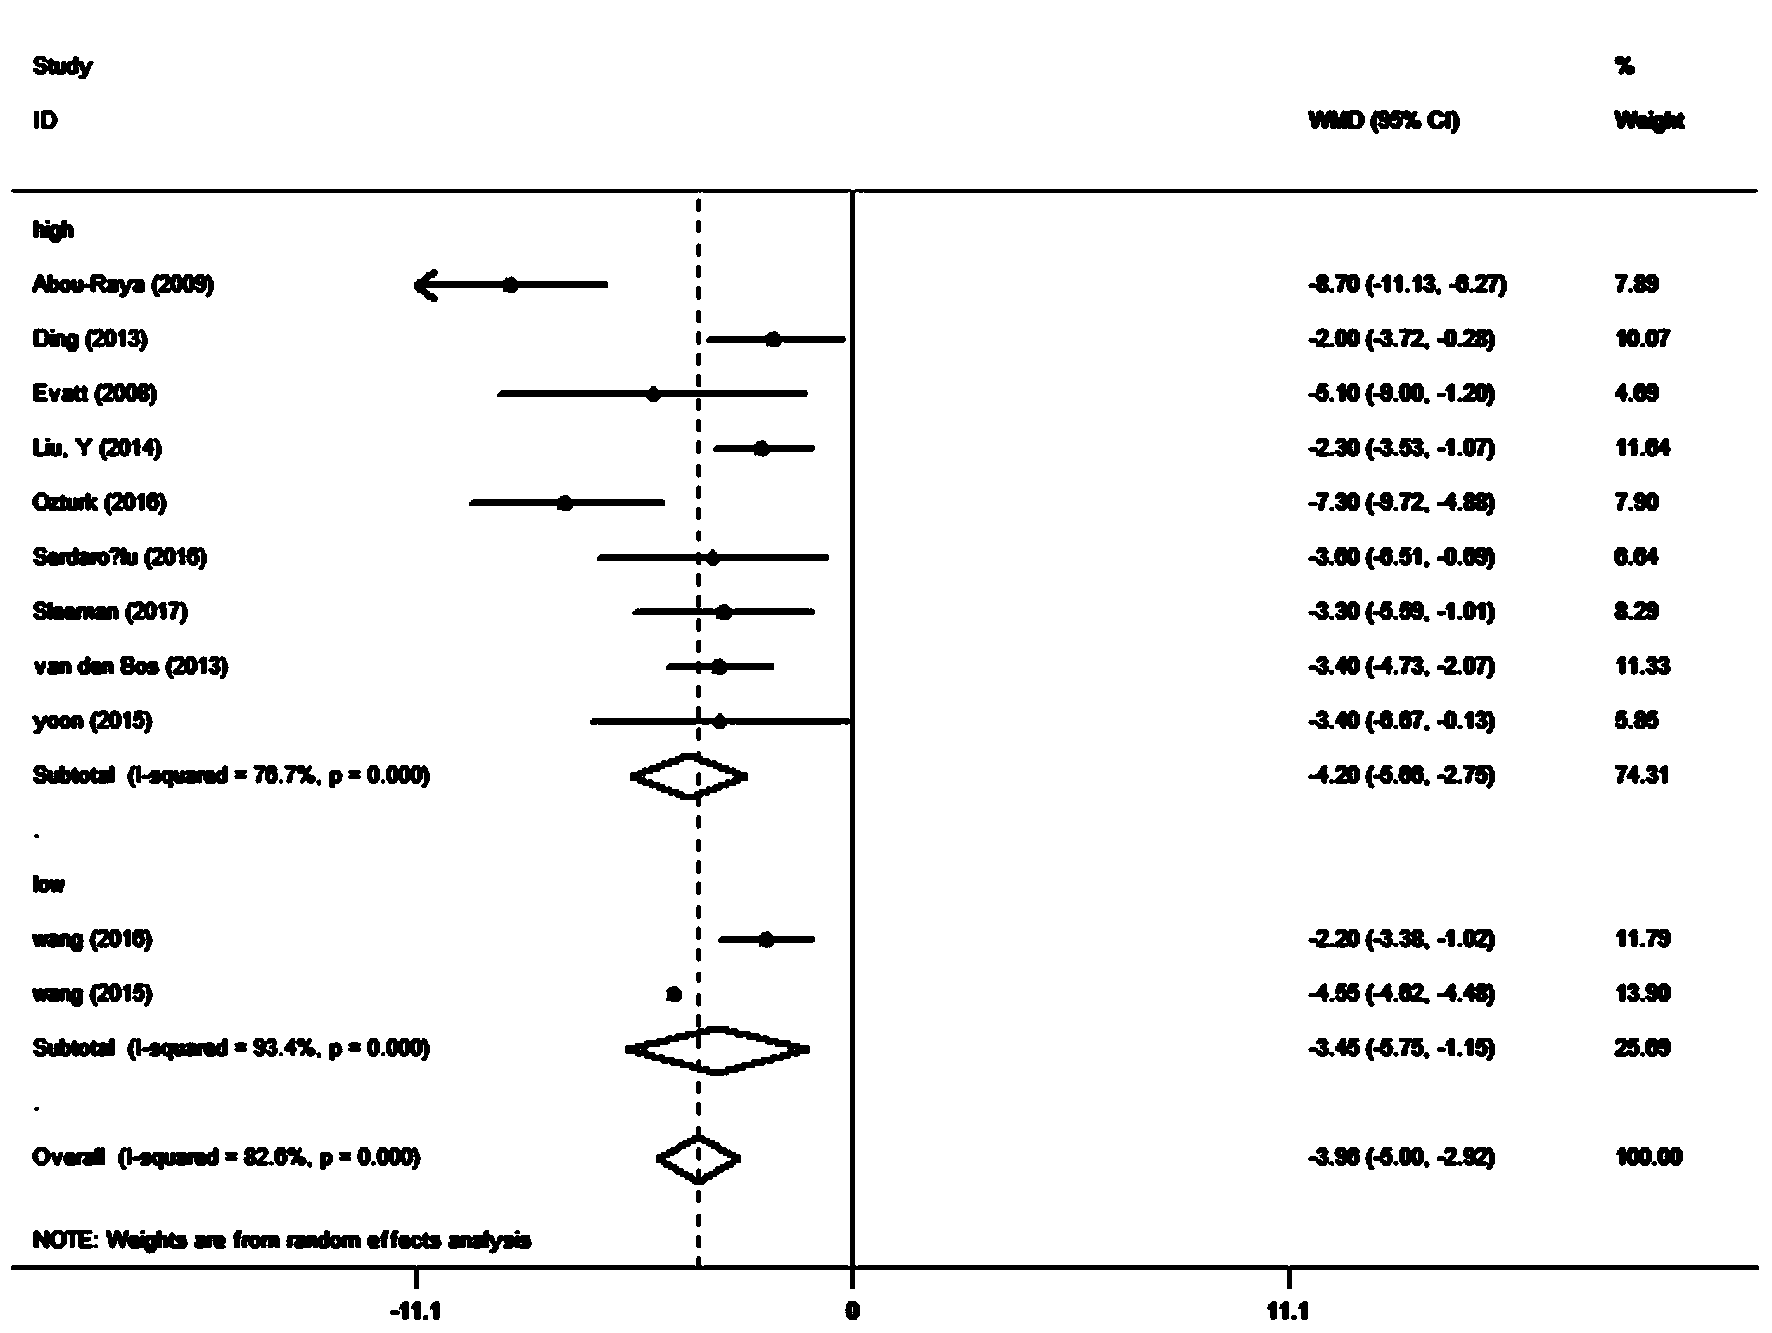 Study %
ID WMD (95% CI) Weight
high
Abou-Raya (2009) -8.70 (-11.13, -6.27) 7.89
Ding (2013) -2.00 (-3.72, -0.28) 10.07
Evatt (2008) -5.10 (-9.00, -1.20) 4.69
Liu, Y (2014) -2.30 (-3.53, -1.07) 11.64
Ozturk (2016) -7.30 (-9.72, -4.88) 7.90
Serdaro?lu (2016) -3.60 (-6.51, -0.69) 6.64
Sleeman (2017) -3.30 (-5.59, -1.01) 8.29
van den Bos (2013) -3.40 (-4.73, -2.07) 11.33
yoon (2015) -3.40 (-6.67, -0.13) 5.85
Subtotal (I-squared = 76.7%, p = 0.000) -4.20 (-5.66, -2.75) 74.31
.
low
wang (2016) -2.20 (-3.38, -1.02) 11.79
wang (2015) -4.55 (-4.62, -4.48) 13.90
Subtotal (I-squared = 93.4%, p = 0.000) -3.45 (-5.75, -1.15) 25.69
.
Overall (I-squared = 82.6%, p = 0.000) -3.96 (-5.00, -2.92) 100.00
NOTE: Weights are from random effects analysis
-11.1 0 11.1